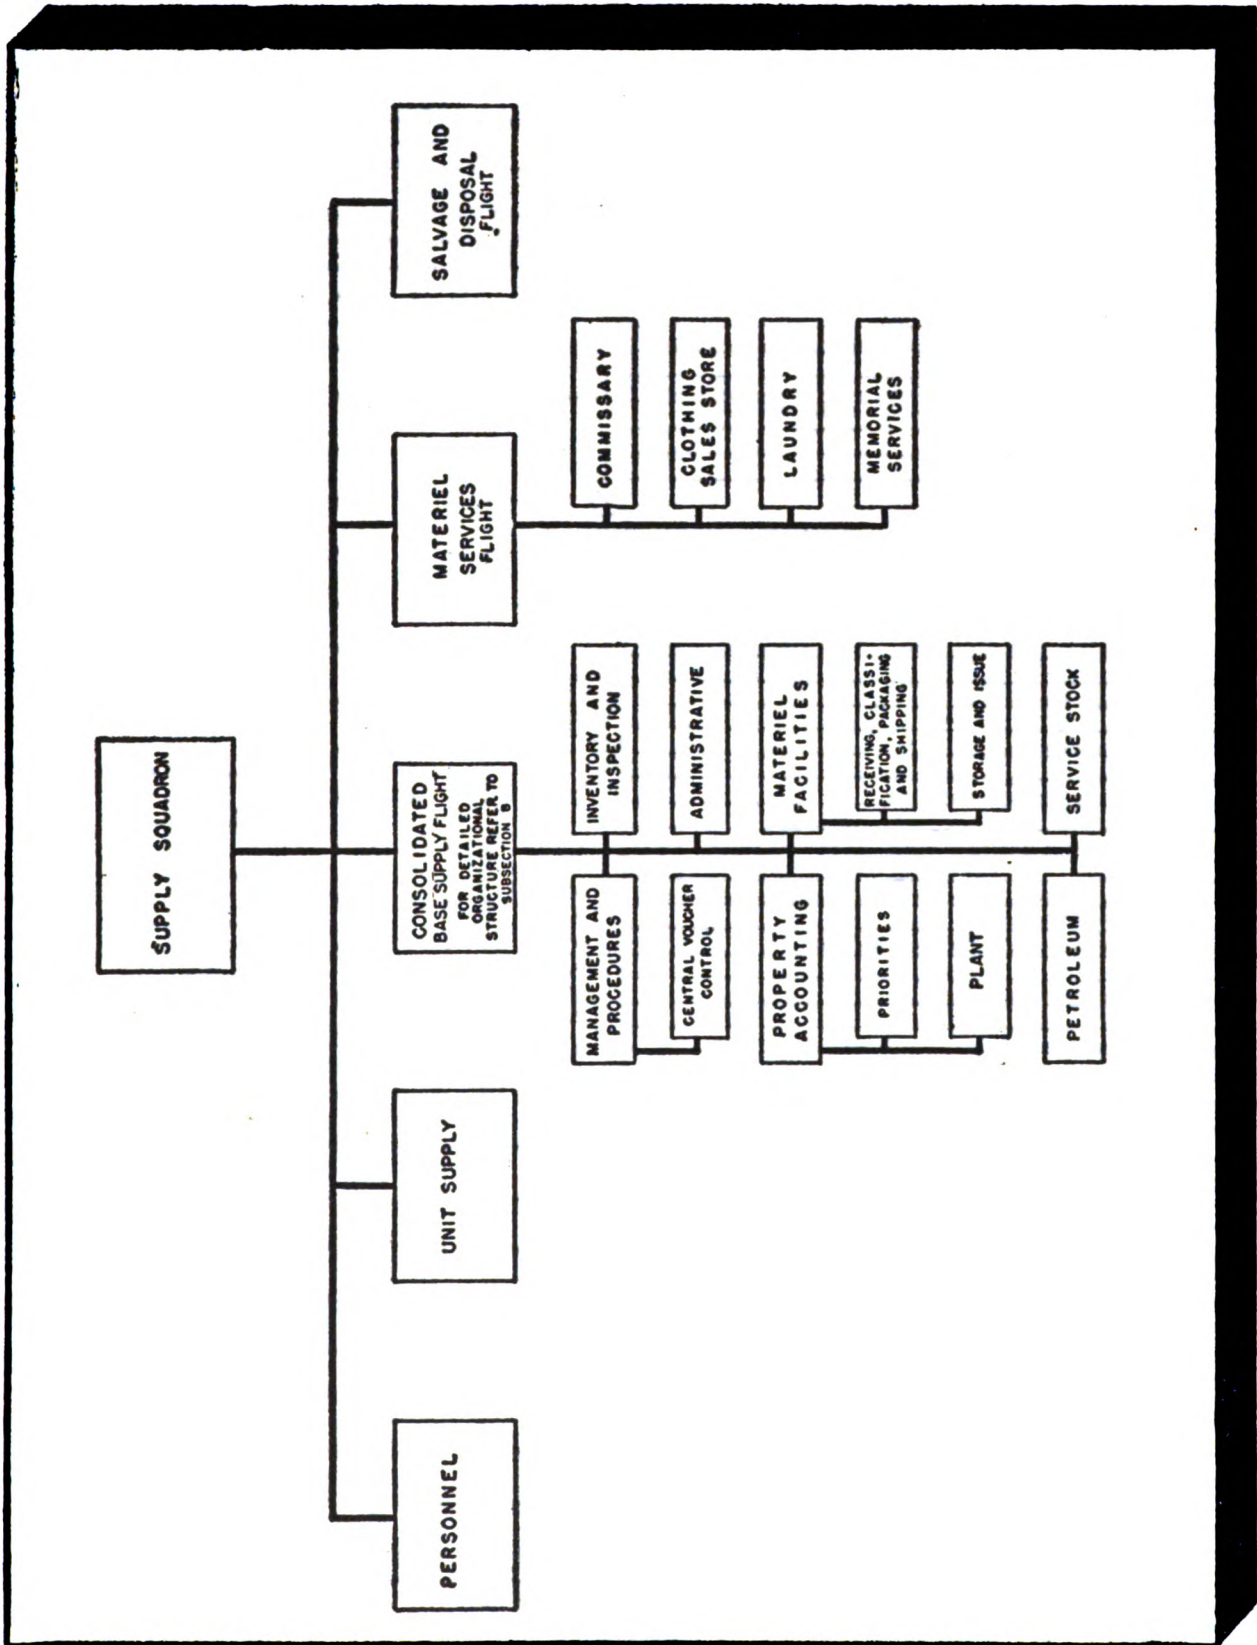 SUPPLY SQUADRON
PERSONNEL
UNIT SUPPLY
CONSOLIDATED
BASE SUPPLY FLIGHT
FOR DETAILED
ORGANIZATIONAL
STRUCTURE REFER TO
SUBSECTION B
MATERIEL
SERVICES
FLIGHT
SALVAGE AND
DISPOSAL
FLIGHT
MANAGEMENT AND
PROCEDURES
CENTRAL VOUCHER
CONTROL
PROPERTY
ACCOUNTING
PRIORITIES
PLANT
PETROLEUM
INVENTORY AND
INSPECTION
ADMINISTRATIVE
MATERIEL
FACILITIES
RECEIVING, CLASSI-
FICATION, PACKAGING
AND SHIPPING
STORAGE AND ISSUE
SERVICE STOCK
COMMISSARY
CLOTHING
SALES STORE
LAUNDRY
MEMORIAL
SERVICES